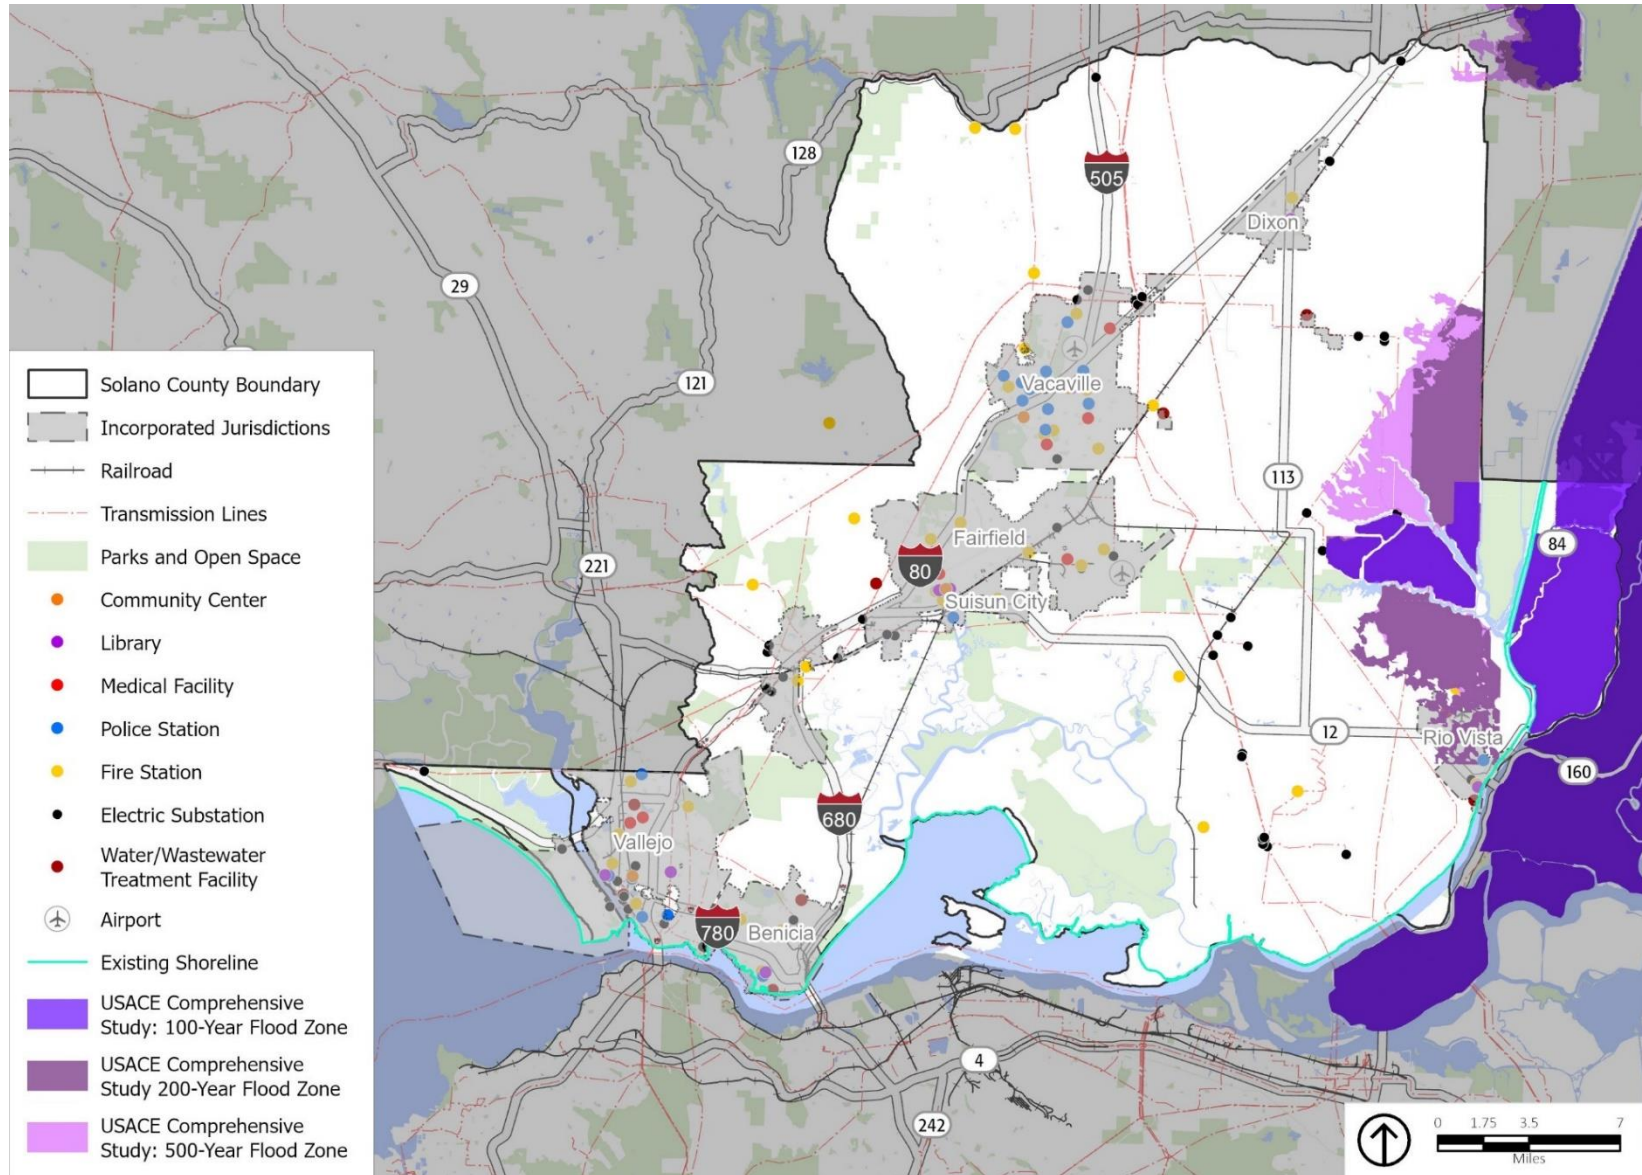 128
505
Dixon
29
121
Vacaville
113
Fairfield
80
84
221
Suisun City
12
Rio Vista
160
680
Vallejo
780
Benicia
4
242
Solano County Boundary
Incorporated Jurisdictions
Railroad
Transmission Lines
Parks and Open Space
Community Center
Library
Medical Facility
Police Station
Fire Station
Electric Substation
Water/Wastewater
Treatment Facility
Airport
Existing Shoreline
USACE Comprehensive
Study: 100-Year Flood Zone
USACE Comprehensive
Study 200-Year Flood Zone
USACE Comprehensive
Study: 500-Year Flood Zone
0 1.75 3.5 7
Miles